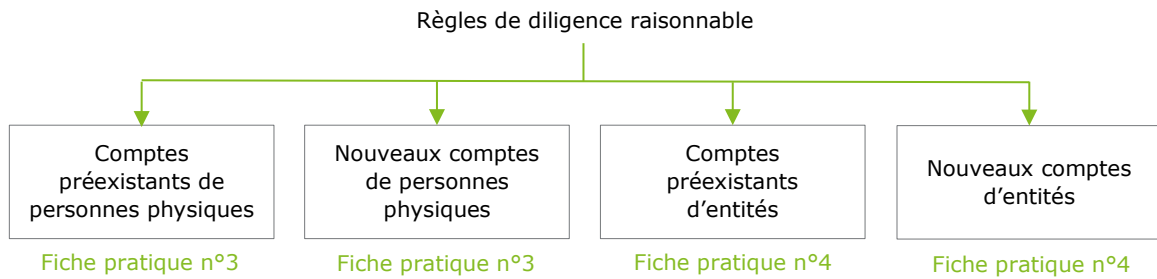 Règles de diligence raisonnable
Comptes
préexistants de
personnes physiques
Fiche pratique n°3
Nouveaux comptes
de personnes
physiques
Fiche pratique n°3
Comptes
préexistants
d'entités
Fiche pratique n°4
Nouveaux comptes
d'entités
Fiche pratique n°4